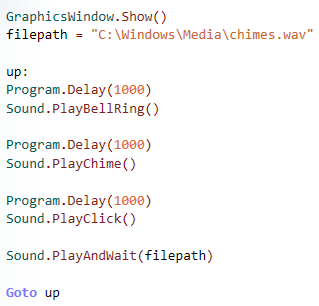 GraphicsWindow.Show()
filepath = "C:\Windows\Media\chimes.wav"
up:
Program.Delay(1000)
Sound.PlayBellRing()
Program.Delay(1000)
Sound.PlayChime()
Program.Delay(1000)
Sound.PlayClick()
Sound.PlayAndWait(filepath)
Goto up